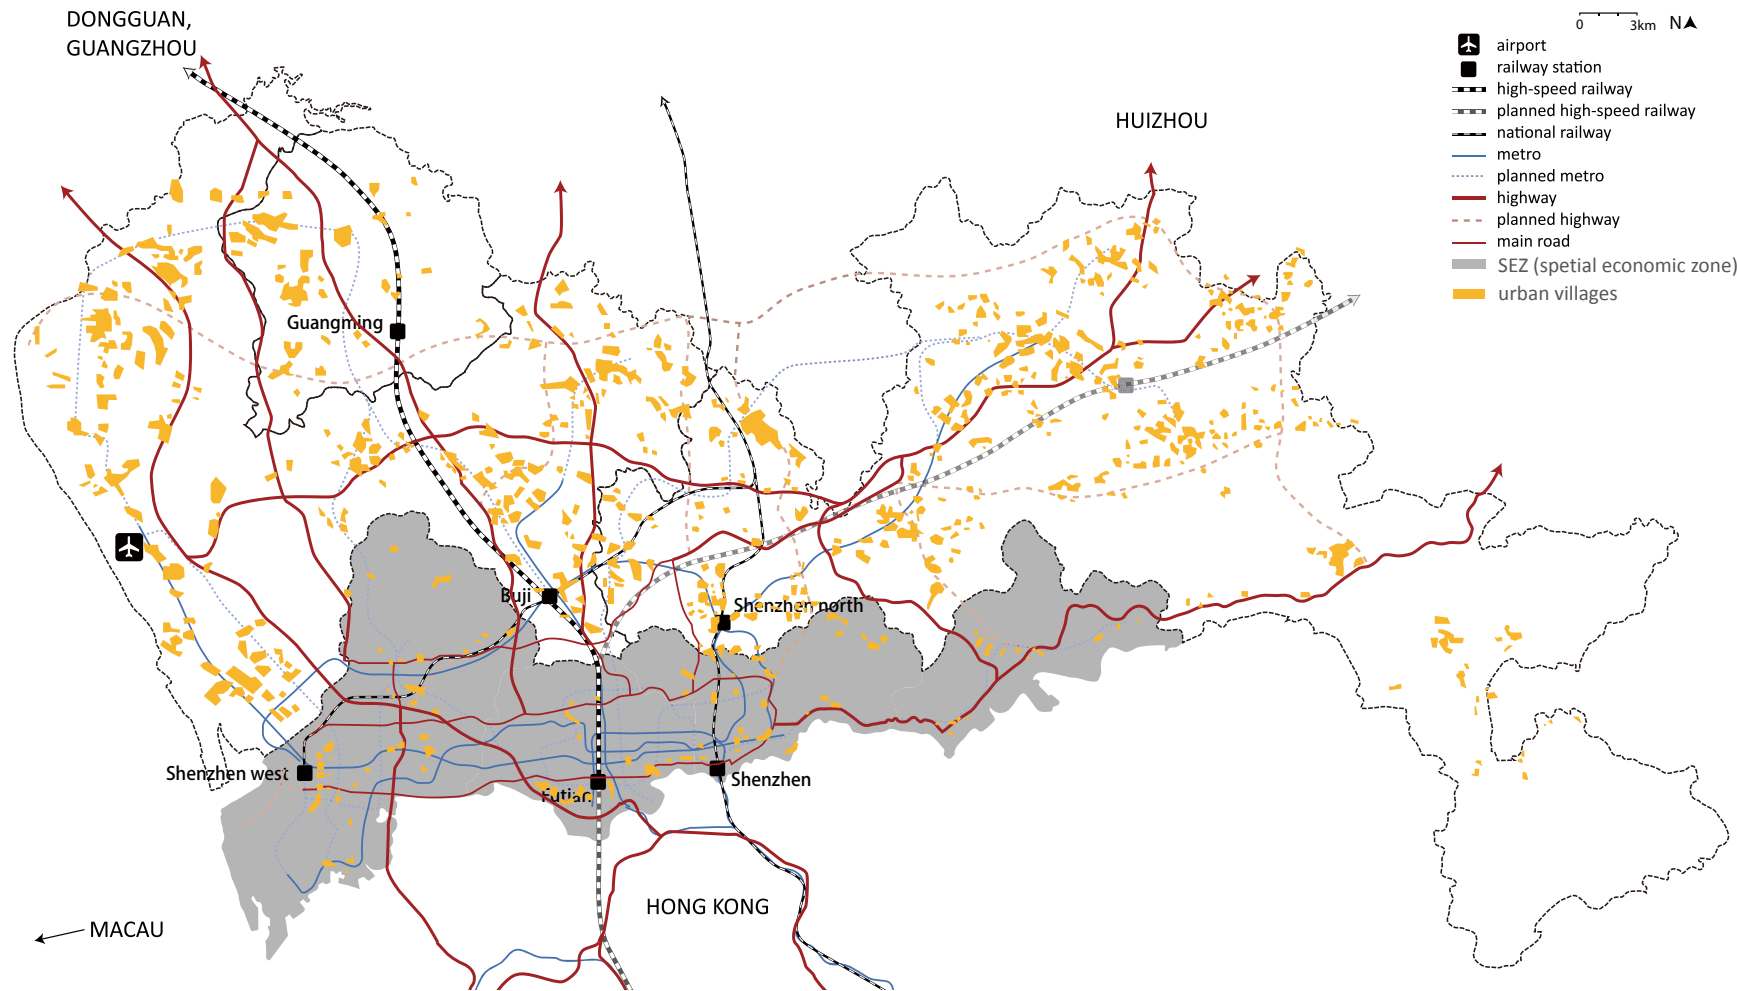 DONGGUAN,
GUANGZHOU
HUIZHOU
0 3km N
airport
railway station
high-speed railway
planned high-speed railway
national railway
metro
planned metro
highway
planned highway
main road
SEZ (spetial economic zone)
urban villages
Guangming
Buji
Shenzhen north
Shenzhen west
Shenzhen
Futian
HONG KONG
MACAU